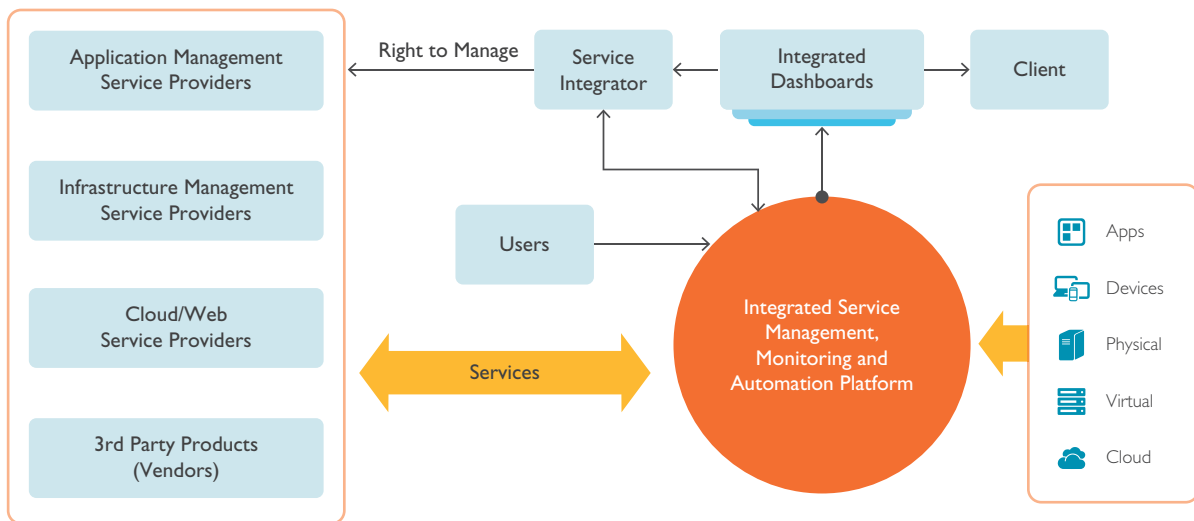 Application Management
Service Providers
Infrastructure Management
Service Providers
Cloud/Web
Service Providers
3rd Party Products
(Vendors)
Right to Manage
Service
Integrator
Integrated
Dashboards
Client
Users
Services
Integrated Service
Management,
Monitoring and
Automation Platform
Apps
Devices
Physical
Virtual
Cloud